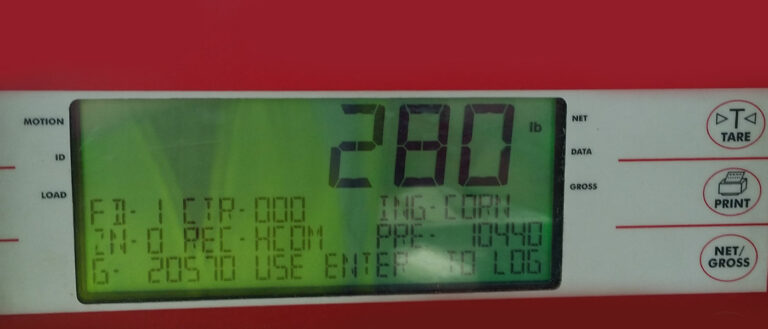 MOTION
ID
LOAD
280 lb
NET
DATA
GROSS
FD-1 CTR-000 ING-CORN
ZN-0 REC-HCOM PRE- 10440
G- 20570 USE ENTER TO LOG
T
TARE
PRINT
NET/
GROSS